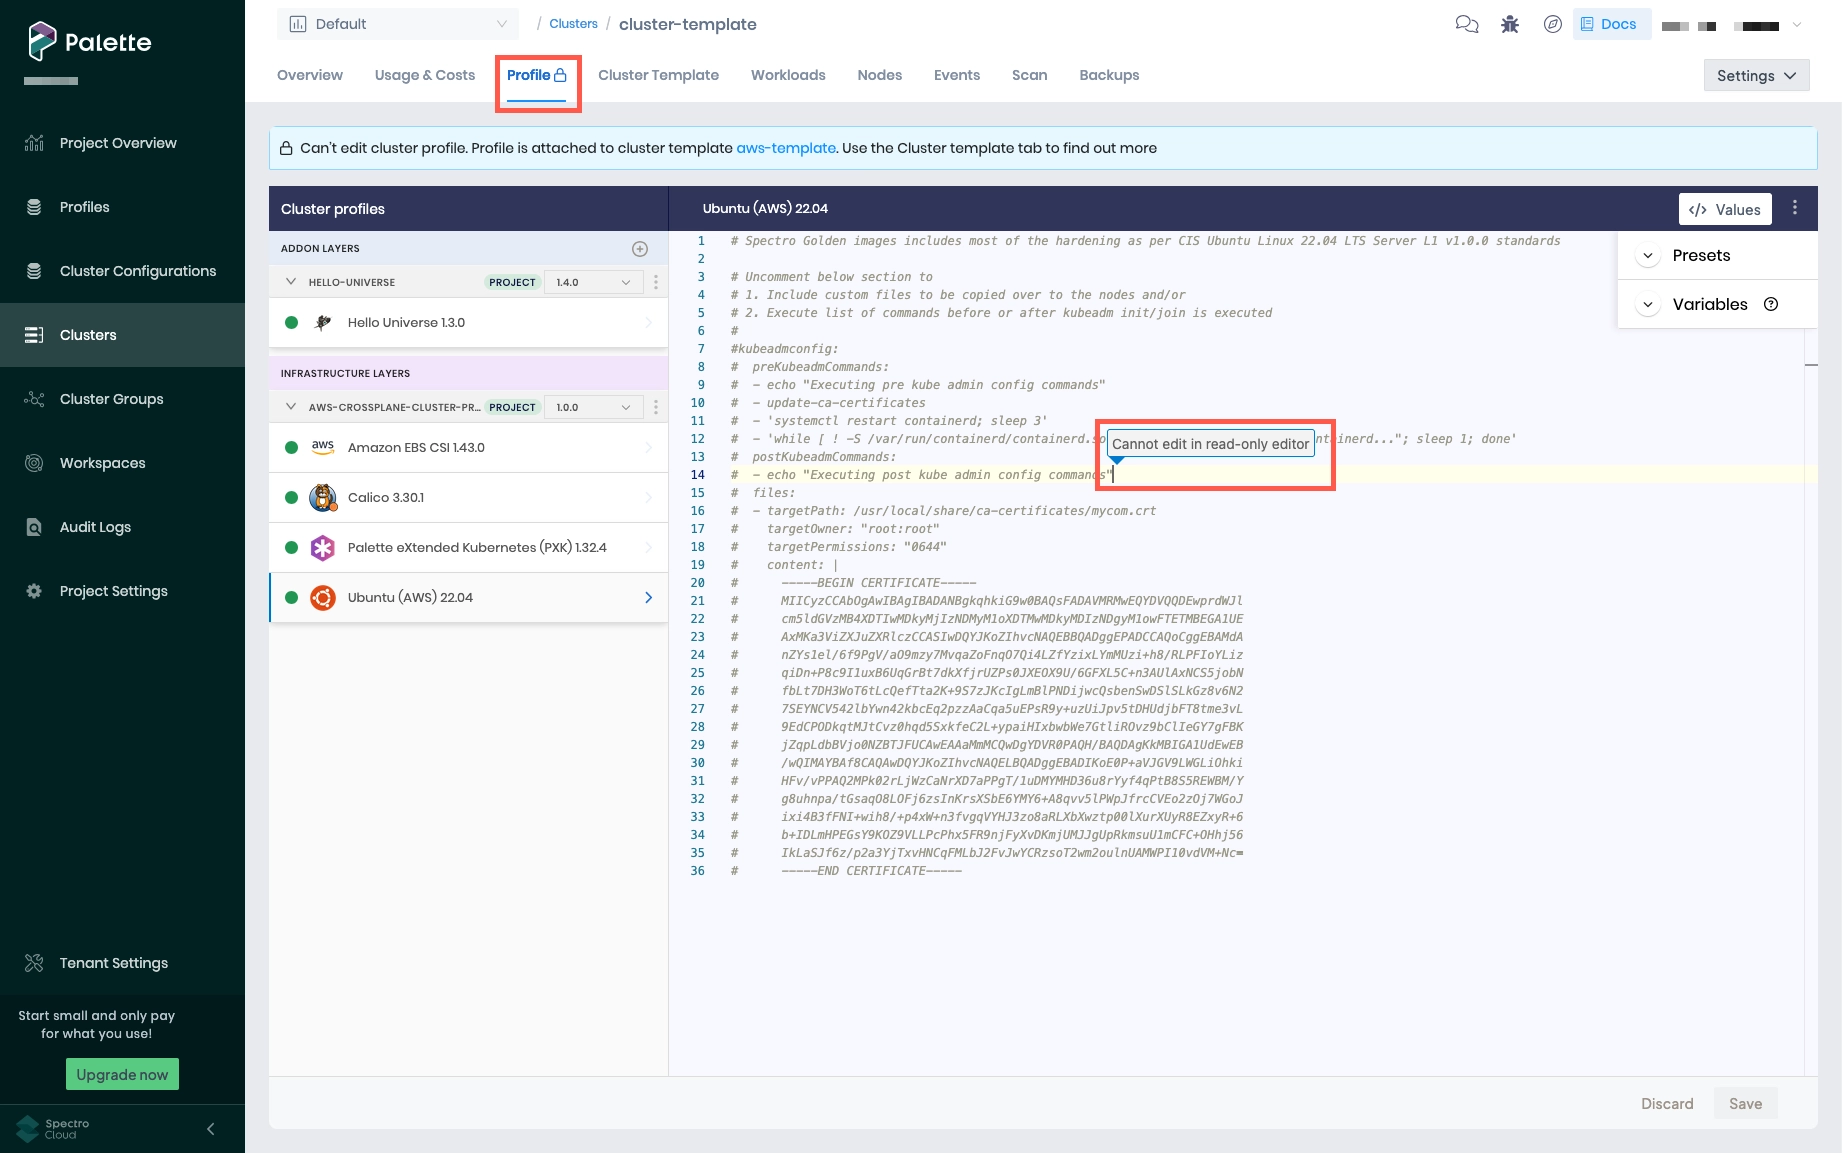 Palette
Project Overview
Profiles
Cluster Configurations
Clusters
Cluster Groups
Workspaces
Audit Logs
Project Settings
Tenant Settings
Start small and only pay
for what you use!
Upgrade now
Spectro
Cloud
Default
/ Clusters / cluster-template
Docs
Overview Usage & Costs Profile Cluster Template Workloads Nodes Events Scan Backups
Settings
Can't edit cluster profile. Profile is attached to cluster template aws-template. Use the Cluster template tab to find out more
Cluster profiles
ADDON LAYERS
HELLO-UNIVERSE PROJECT 1.4.0
Hello Universe 1.3.0
INFRASTRUCTURE LAYERS
AWS-CROSSPLANE-CLUSTER-PR... PROJECT 1.0.0
aws Amazon EBS CSI 1.43.0
Calico 3.30.1
Palette eXtended Kubernetes (PXK) 1.32.4
Ubuntu (AWS) 22.04
Ubuntu (AWS) 22.04
</> Values
Presets
Variables ?
1 # Spectro Golden images includes most of the hardening as per CIS Ubuntu Linux 22.04 LTS Server L1 v1.0.0 standards
2
3 # Uncomment below section to
4 # 1. Include custom files to be copied over to the nodes and/or
5 # 2. Execute list of commands before or after kubeadm init/join is executed
6 #
7 #kubeadmconfig:
8 #  preKubeadmCommands:
9 #  - echo "Executing pre kube admin config commands"
10 #  - update-ca-certificates
11 #  - 'systemctl restart containerd; sleep 3'
12 #  - 'while [ ! -S /var/run/containerd/containerd.so ntainerd..."; sleep 1; done'
Cannot edit in read-only editor
13 #  postKubeadmCommands:
14 #  - echo "Executing post kube admin config commands"
15 #  files:
16 #  - targetPath: /usr/local/share/ca-certificates/mycom.crt
17 #    targetOwner: "root:root"
18 #    targetPermissions: "0644"
19 #    content: |
20 #      -----BEGIN CERTIFICATE-----
21 #      MIICyzCCAbOgAwIBAgIBADANBgkqhkiG9w0BAQsFADAVMRMwEQYDVQQDEwprdWJl
22 #      cm5ldGVzMB4XDTIwMDkyMjIzNDMyM1oXDTMwMDkyMDIzNDgyM1owFTETMBEGA1UE
23 #      AxMKa3ViZXJuZXRlczCCASIwDQYJKoZIhvcNAQEBBQADggEPADCCAQoCggEBAMdA
24 #      nZYs1el/6f9PgV/aO9mzy7MvqaZoFnqO7Qi4LZfYzixLYmMUzi+h8/RLPFIoYLiz
25 #      qiDn+P8c9I1uxB6UqGrBt7dkXfjrUZPs0JXEOX9U/6GFXL5C+n3AUlAxNCS5jobN
26 #      fbLt7DH3WoT6tLcQefTta2K+9S7zJKcIgLmBlPNDijwcQsbenSwDSlSLkGz8v6N2
27 #      7SEYNCV542lbYwn42kbcEq2pzzAaCqa5uEPsR9y+uzUiJpv5tDHUdjbFT8tme3vL
28 #      9EdCPODkqtMJtCvz0hqd5SxkfeC2L+ypaiHIxbwbWe7GtliROvz9bClIeGY7gFBK
29 #      jZqpLdbBVjo0NZBTJFUCAwEAAaMmMCQwDgYDVR0PAQH/BAQDAgKkMBIGA1UdEwEB
30 #      /wQIMAYBAf8CAQAwDQYJKoZIhvcNAQELBQADggEBADIKoE0P+aVJGV9LWGLiOhki
31 #      HFv/vPPAQ2MPk02rLjWzCaNrXD7aPPgT/1uDMYMHD36u8rYyf4qPtB8S5REWBM/Y
32 #      g8uhnpa/tGsaqO8LOFj6zsInKrsXSbE6YMY6+A8qvv5lPWpJfrcCVEo2zOj7WGoJ
33 #      ixi4B3fFNI+wih8/+p4xW+n3fvgqVYHJ3zo8aRLXbXwztp00lXurXUyR8EZxyR+6
34 #      b+IDLmHPEGsY9KOZ9VLLPcPhx5FR9njFyXvDKmjUMJJgUpRkmsuU1mCFC+OHhj56
35 #      IkLaSJf6z/p2a3YjTxvHNCqFMLbJ2FvJwYCRzsoT2wm2oulnUAMWPI10vdVM+Nc=
36 #      -----END CERTIFICATE-----
Discard Save